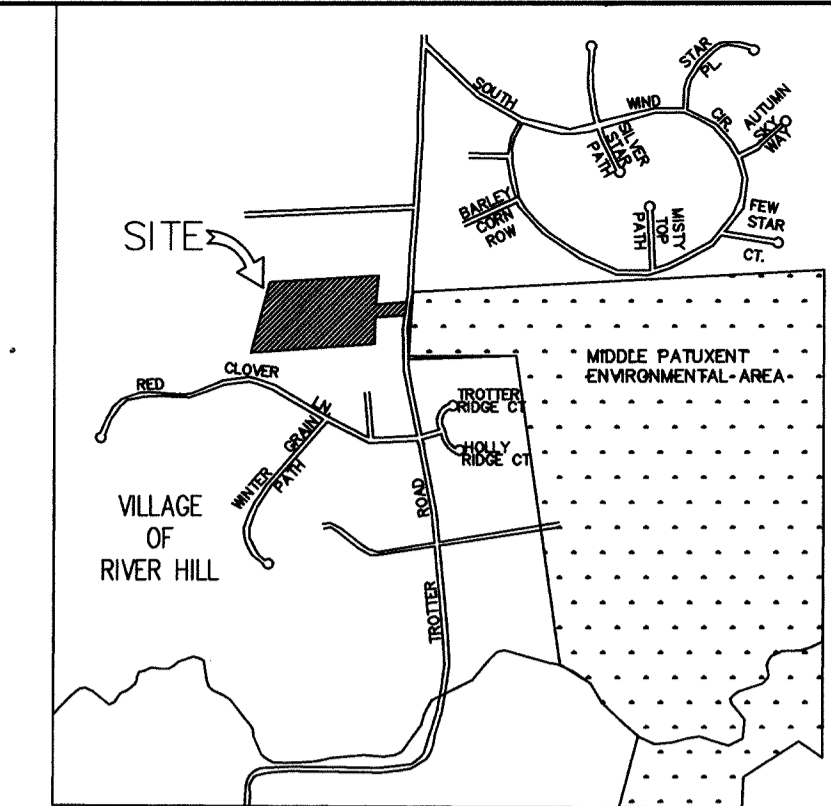 SOUTH
WIND
CIR.
STAR
PL.
AUTUMN
SKY
WAY
SILVER
STAR
PATH
BARLEY
CORN
ROW
MISTY
TOP
PATH
FEW
STAR
CT.
SITE
MIDDLE PATUXENT
ENVIRONMENTAL AREA
RED
CLOVER
LN
TROTTER
RIDGE CT
HOLLY
RIDGE CT
WINTER
GRAIN
PATH
ROAD
TROTTER
VILLAGE
OF
RIVER HILL